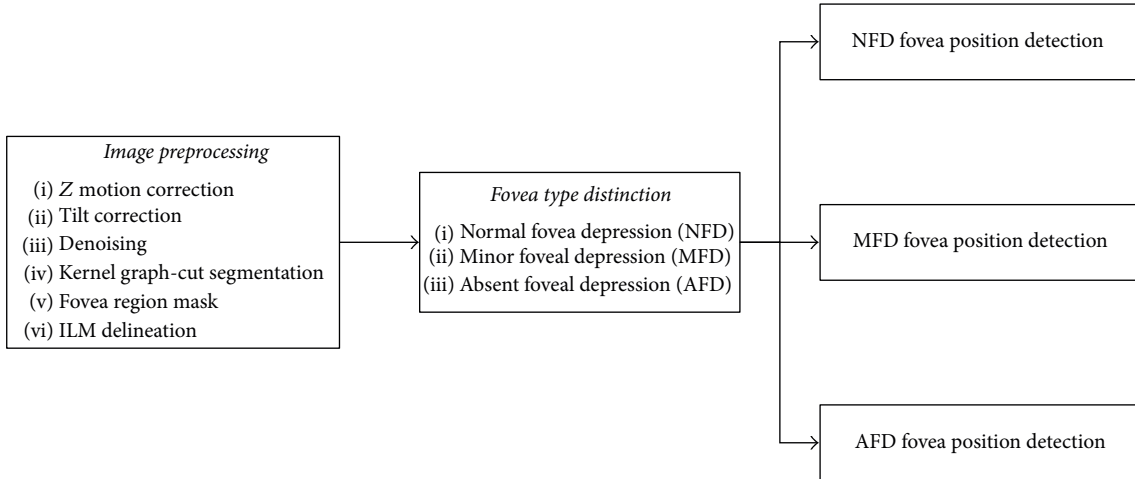 Image preprocessing
(i) Z motion correction
(ii) Tilt correction
(iii) Denoising
(iv) Kernel graph-cut segmentation
(v) Fovea region mask
(vi) ILM delineation
Fovea type distinction
(i) Normal fovea depression (NFD)
(ii) Minor foveal depression (MFD)
(iii) Absent foveal depression (AFD)
NFD fovea position detection
MFD fovea position detection
AFD fovea position detection